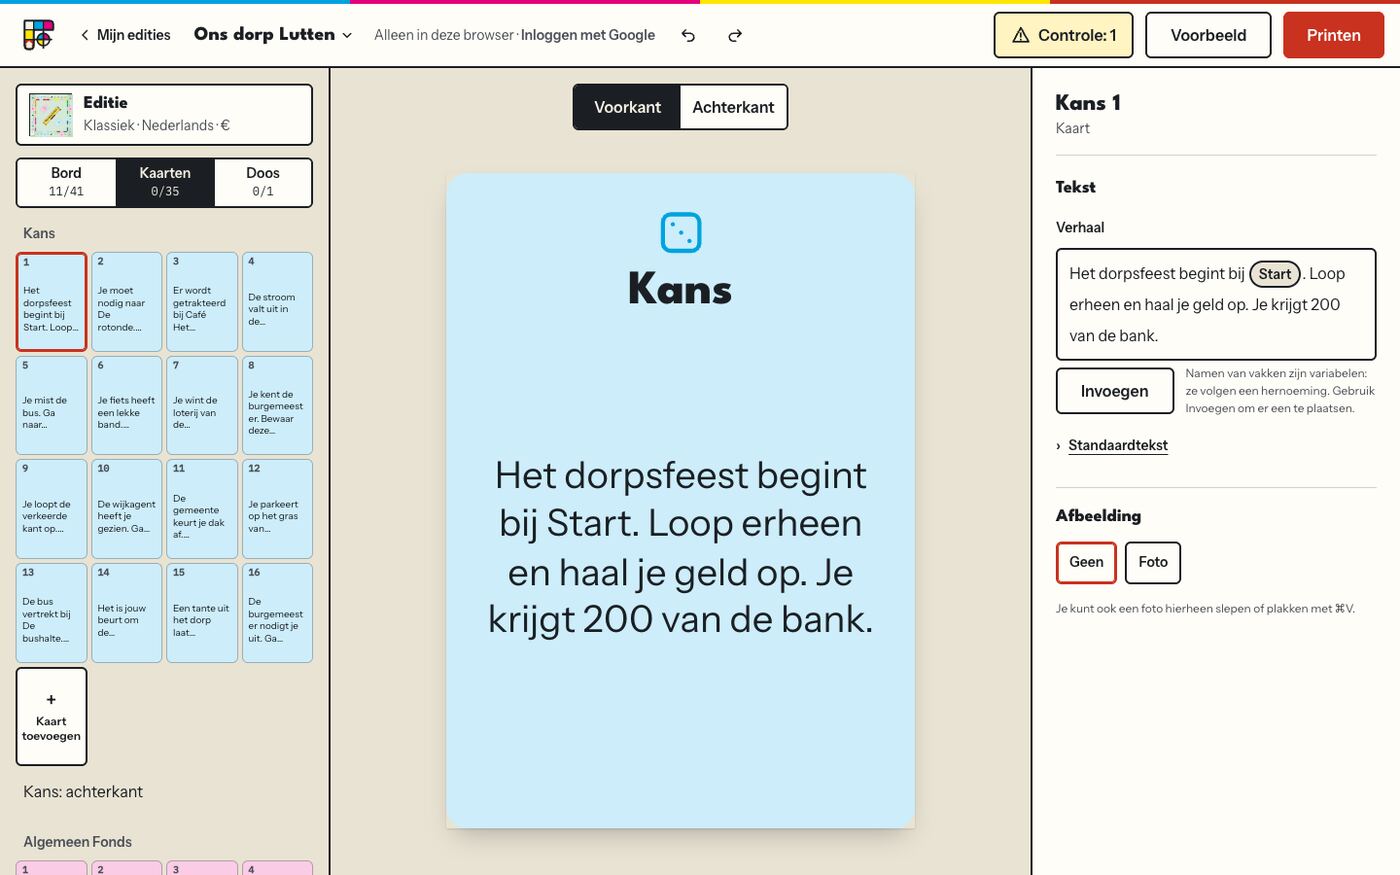 Mijn edities
Ons dorp Lutten
Alleen in deze browser · Inloggen met Google
Controle: 1
Voorbeeld
Printen
Editie
Klassiek · Nederlands · €
Bord
11/41
Kaarten
0/35
Doos
0/1
Kans
1
Het
dorpsfeest
begint bij
Start. Loop...
2
Je moet
nodig naar
De
rotonde....
3
Er wordt
getrakteerd
bij Café
Het...
4
De stroom
valt uit in
de...
5
Je mist de
bus. Ga
naar...
6
Je fiets heeft
een lekke
band....
7
Je wint de
loterij van
de...
8
Je kent de
burgemeest
er. Bewaar
deze...
9
Je loopt de
verkeerde
kant op....
10
De wijkagent
heeft je
gezien. Ga...
11
De
gemeente
keurt je dak
af....
12
Je parkeert
op het gras
van...
13
De bus
vertrekt bij
De
bushalte....
14
Het is jouw
beurt om
de...
15
Een tante uit
het dorp
laat...
16
De
burgemeest
er nodigt je
uit. Ga...
+
Kaart
toevoegen
Kans: achterkant
Algemeen Fonds
1
2
3
4
Voorkant
Achterkant
Kans
Het dorpsfeest begint
bij Start. Loop erheen
en haal je geld op. Je
krijgt 200 van de bank.
Kans 1
Kaart
Tekst
Verhaal
Het dorpsfeest begint bij Start . Loop
erheen en haal je geld op. Je krijgt 200
van de bank.
Invoegen
Namen van vakken zijn variabelen:
ze volgen een hernoeming. Gebruik
Invoegen om er een te plaatsen.
› Standaardtekst
Afbeelding
Geen
Foto
Je kunt ook een foto hierheen slepen of plakken met ⌘V.